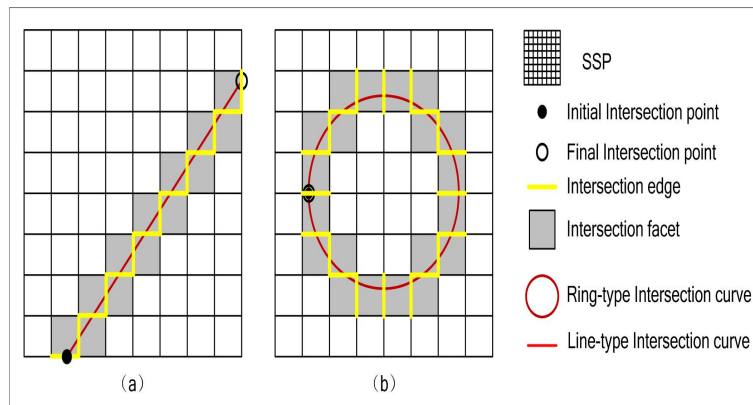 SSP
Initial Intersection point
Final Intersection point
Intersection edge
Intersection facet
Ring-type Intersection curve
Line-type Intersection curve
(a)
(b)